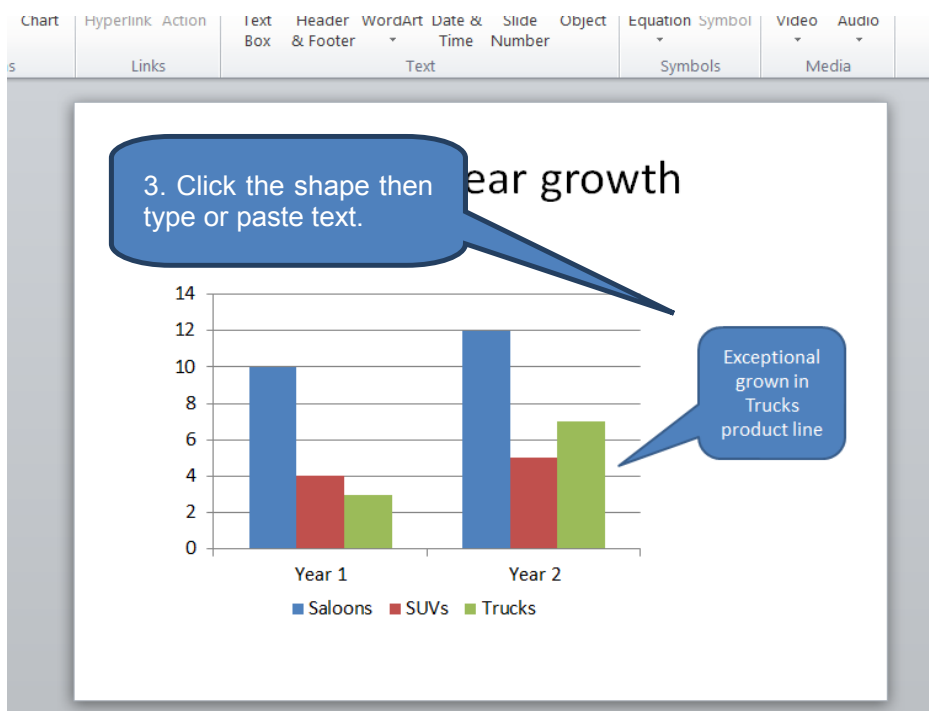 Chart Hyperlink Action Text Header WordArt Date & Slide Object Equation Symbol Video Audio
Box & Footer Time Number
s Links Text Symbols Media
3. Click the shape then
type or paste text.
ear growth
14
12
10
8
6
4
2
0
Exceptional
grown in
Trucks
product line
Year 1 Year 2
Saloons SUVs Trucks